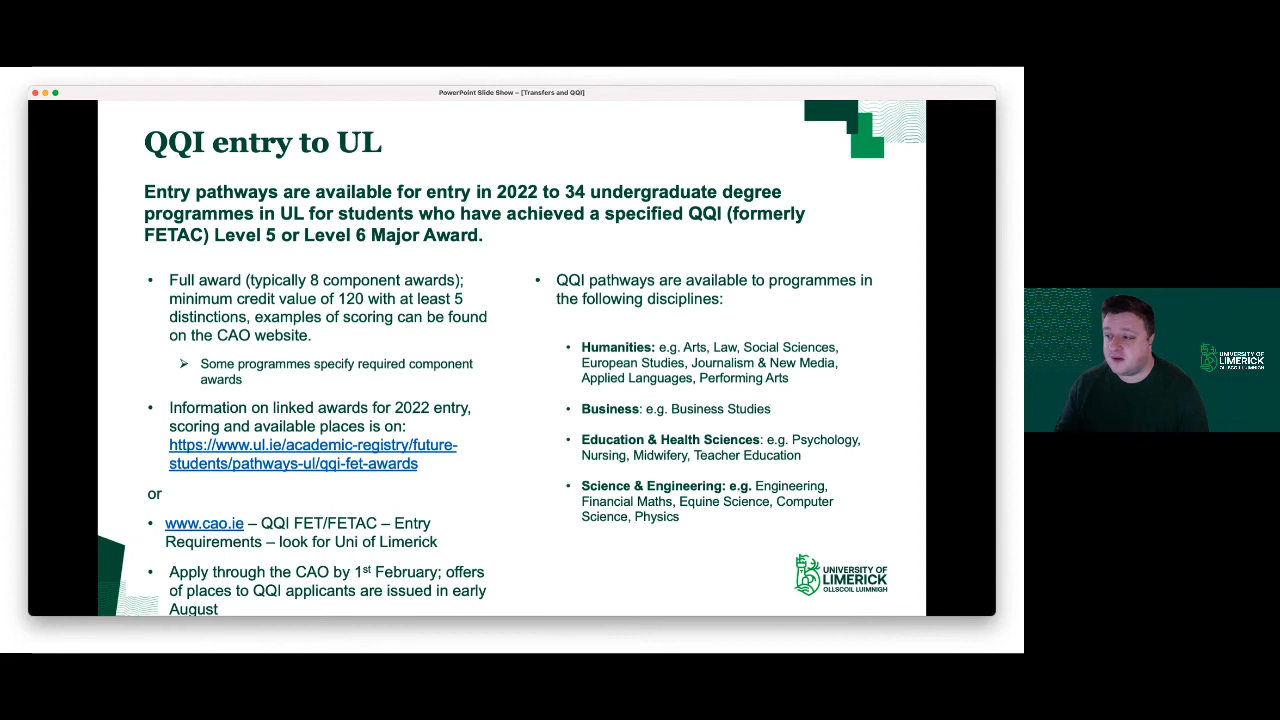 PowerPoint Slide Show – [Transfers and QQI]
QQI entry to UL
Entry pathways are available for entry in 2022 to 34 undergraduate degree
programmes in UL for students who have achieved a specified QQI (formerly
FETAC) Level 5 or Level 6 Major Award.
• Full award (typically 8 component awards);
minimum credit value of 120 with at least 5
distinctions, examples of scoring can be found
on the CAO website.
➢ Some programmes specify required component
awards
• Information on linked awards for 2022 entry,
scoring and available places is on:
https://www.ul.ie/academic-registry/future-
students/pathways-ul/qqi-fet-awards
or
• www.cao.ie – QQI FET/FETAC – Entry
Requirements – look for Uni of Limerick
• Apply through the CAO by 1st February; offers
of places to QQI applicants are issued in early
August
• QQI pathways are available to programmes in
the following disciplines:
• Humanities: e.g. Arts, Law, Social Sciences,
European Studies, Journalism & New Media,
Applied Languages, Performing Arts
• Business: e.g. Business Studies
• Education & Health Sciences: e.g. Psychology,
Nursing, Midwifery, Teacher Education
• Science & Engineering: e.g. Engineering,
Financial Maths, Equine Science, Computer
Science, Physics
UNIVERSITY OF
LIMERICK
OLLSCOIL LUIMNIGH
UNIVERSITY OF
LIMERICK
OLLSCOIL LUIMNIGH